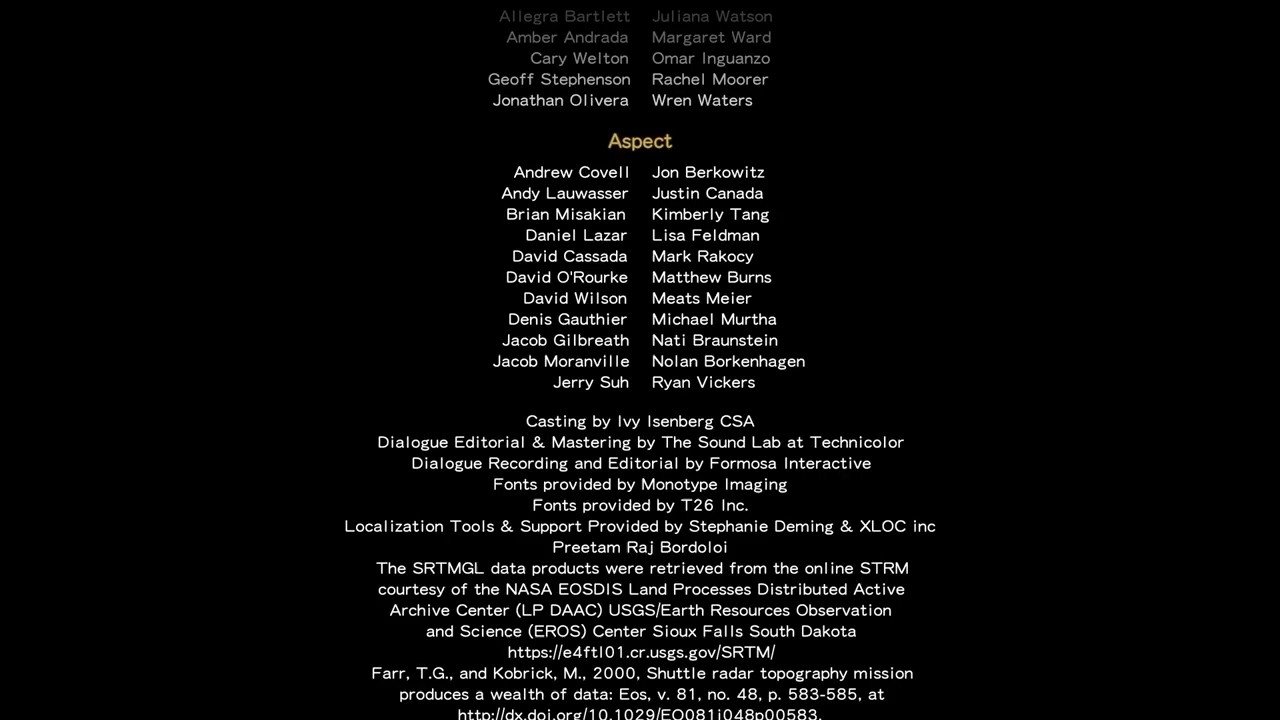 Allegra Bartlett Juliana Watson
Amber Andrada Margaret Ward
Cary Welton Omar Inguanzo
Geoff Stephenson Rachel Moorer
Jonathan Olivera Wren Waters
Aspect
Andrew Covell Jon Berkowitz
Andy Lauwasser Justin Canada
Brian Misakian Kimberly Tang
Daniel Lazar Lisa Feldman
David Cassada Mark Rakocy
David O'Rourke Matthew Burns
David Wilson Meats Meier
Denis Gauthier Michael Murtha
Jacob Gilbreath Nati Braunstein
Jacob Moranville Nolan Borkenhagen
Jerry Suh Ryan Vickers
Casting by Ivy Isenberg CSA
Dialogue Editorial & Mastering by The Sound Lab at Technicolor
Dialogue Recording and Editorial by Formosa Interactive
Fonts provided by Monotype Imaging
Fonts provided by T26 Inc.
Localization Tools & Support Provided by Stephanie Deming & XLOC inc
Preetam Raj Bordoloi
The SRTMGL data products were retrieved from the online STRM
courtesy of the NASA EOSDIS Land Processes Distributed Active
Archive Center (LP DAAC) USGS/Earth Resources Observation
and Science (EROS) Center Sioux Falls South Dakota
https://e4ftl01.cr.usgs.gov/SRTM/
Farr, T.G., and Kobrick, M., 2000, Shuttle radar topography mission
produces a wealth of data: Eos, v. 81, no. 48, p. 583-585, at
http://dx.doi.org/10.1029/EO081i048p00583.